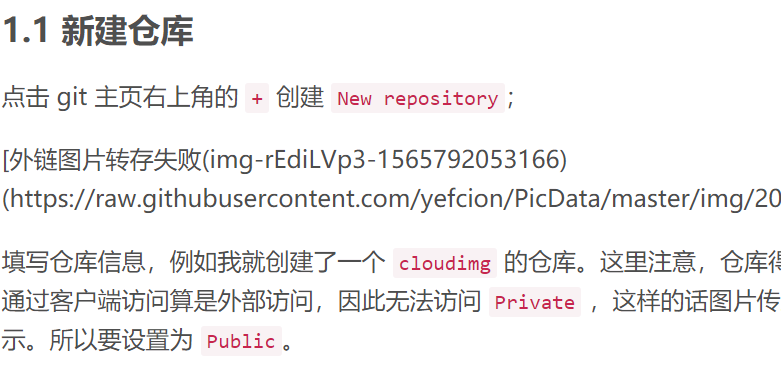 1.1 新建仓库
点击 git 主页右上角的 + 创建 New repository；
[外链图片转存失败(img-rEdiLVp3-1565792053166)
(https://raw.githubusercontent.com/yefcion/PicData/master/img/20
填写仓库信息，例如我就创建了一个 cloudimg 的仓库。这里注意，仓库得
通过客户端访问算是外部访问，因此无法访问 Private ，这样的话图片传
示。所以要设置为 Public。